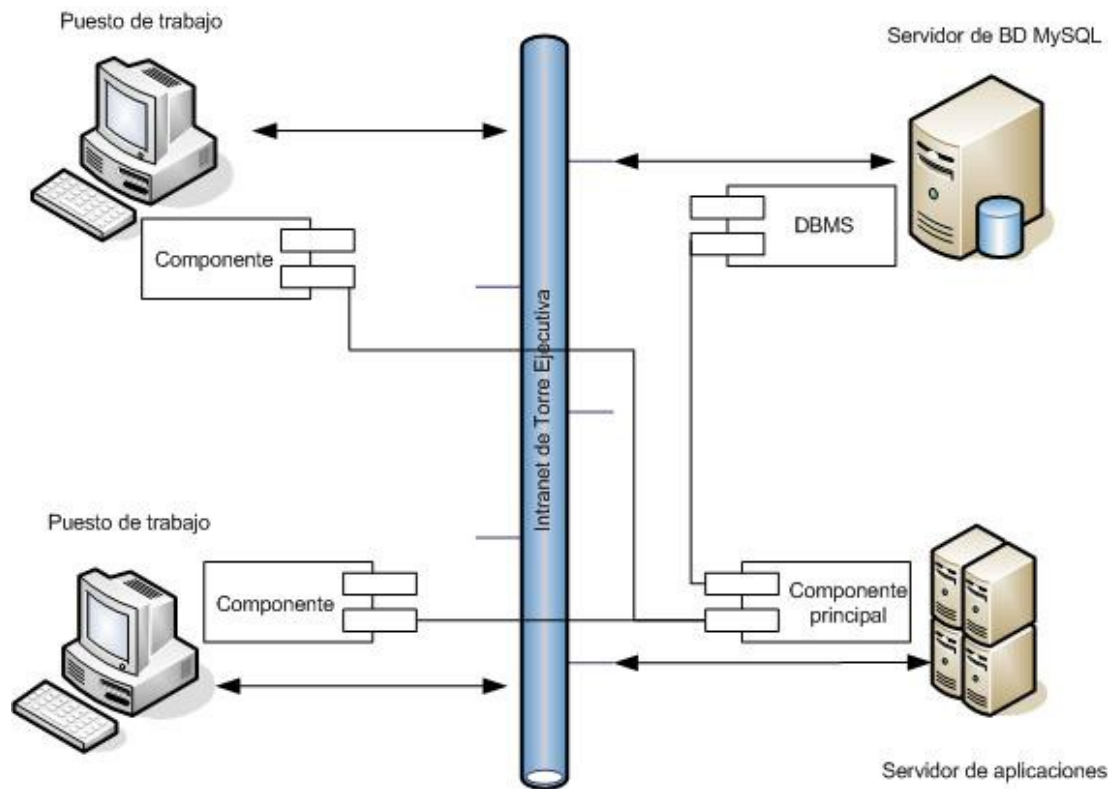 Puesto de trabajo
Servidor de BD MySQL
Componente
DBMS
Intranet de Torre Ejecutiva
Puesto de trabajo
Componente
Componente
principal
Servidor de aplicaciones